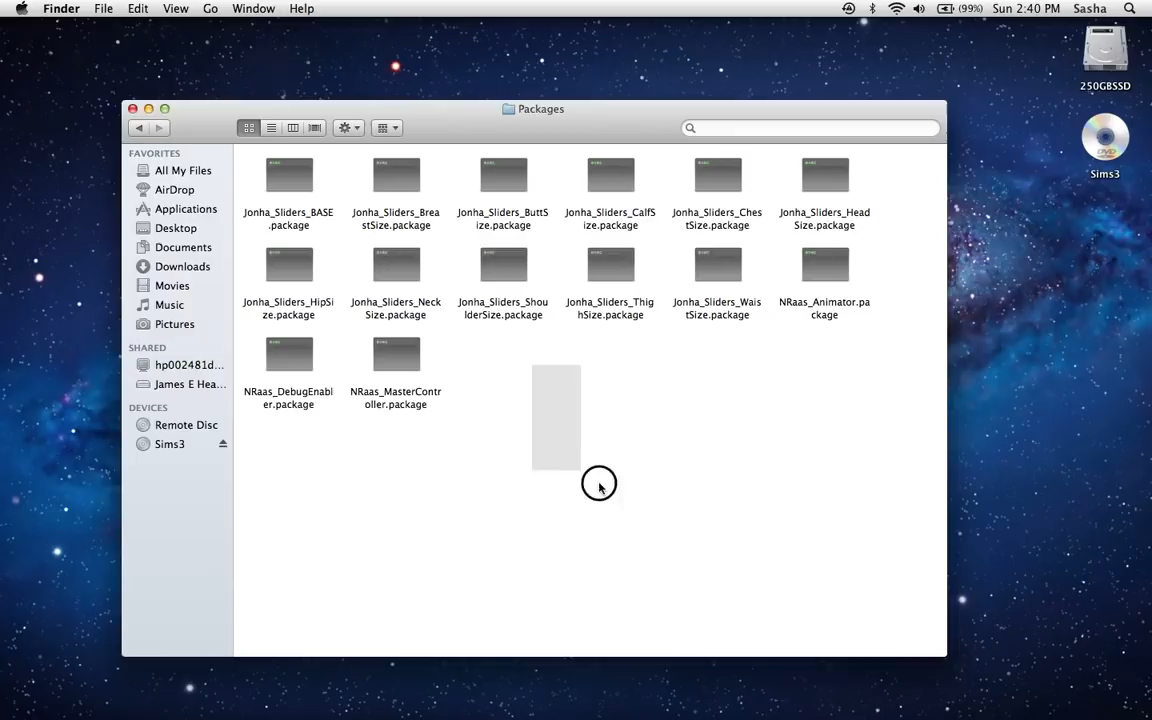 Finder File Edit View Go Window Help (99%) Sun 2:40 PM Sasha
250GBSSD
Sims3
Packages
FAVORITES
All My Files
AirDrop
Applications
Desktop
Documents
Downloads
Movies
Music
Pictures
SHARED
hp002481d...
James E Hea...
DEVICES
Remote Disc
Sims3
Jonha_Sliders_BASE
.package
Jonha_Sliders_Brea
stSize.package
Jonha_Sliders_ButtS
ize.package
Jonha_Sliders_CalfS
ize.package
Jonha_Sliders_Ches
tSize.package
Jonha_Sliders_Head
Size.package
Jonha_Sliders_HipSi
ze.package
Jonha_Sliders_Neck
Size.package
Jonha_Sliders_Shou
lderSize.package
Jonha_Sliders_Thig
hSize.package
Jonha_Sliders_Wais
tSize.package
NRaas_Animator.pa
ckage
NRaas_DebugEnabl
er.package
NRaas_MasterContr
oller.package